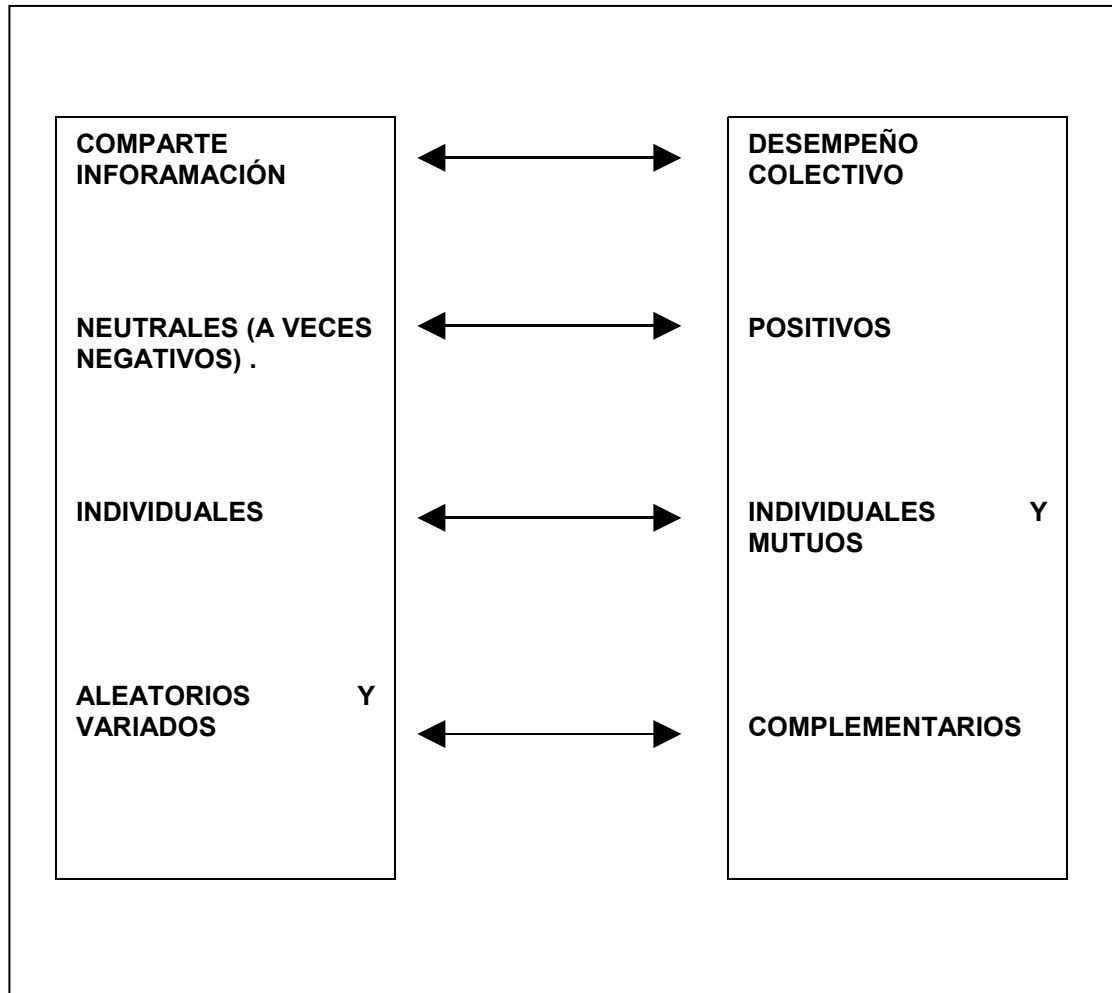 COMPARTE
INFORAMACIÓN
NEUTRALES (A VECES
NEGATIVOS) .
INDIVIDUALES
ALEATORIOS Y
VARIADOS
DESEMPEÑO
COLECTIVO
POSITIVOS
INDIVIDUALES Y
MUTUOS
COMPLEMENTARIOS